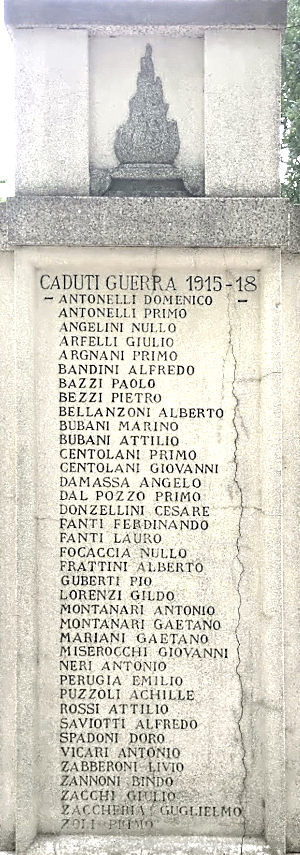 CADUTI GUERRA 1915-18
- ANTONELLI DOMENICO -
ANTONELLI PRIMO
ANGELINI NULLO
ARFELLI GIULIO
ARGNANI PRIMO
BANDINI ALFREDO
BAZZI PAOLO
BEZZI PIETRO
BELLANZONI ALBERTO
BUBANI MARINO
BUBANI ATTILIO
CENTOLANI PRIMO
CENTOLANI GIOVANNI
DAMASSA ANGELO
DAL POZZO PRIMO
DONZELLINI CESARE
FANTI FERDINANDO
FANTI LAURO
FOCACCIA NULLO
FRATTINI ALBERTO
GUBERTI PIO
LORENZI GILDO
MONTANARI ANTONIO
MONTANARI GAETANO
MARIANI GAETANO
MISEROCCHI GIOVANNI
NERI ANTONIO
PERUGIA EMILIO
PUZZOLI ACHILLE
ROSSI ATTILIO
SAVIOTTI ALFREDO
SPADONI DORO
VICARI ANTONIO
ZABBERONI LIVIO
ZANNONI BINDO
ZACCHI GIULIO
ZACCHERIA GUGLIELMO
ZOLI PRIMO